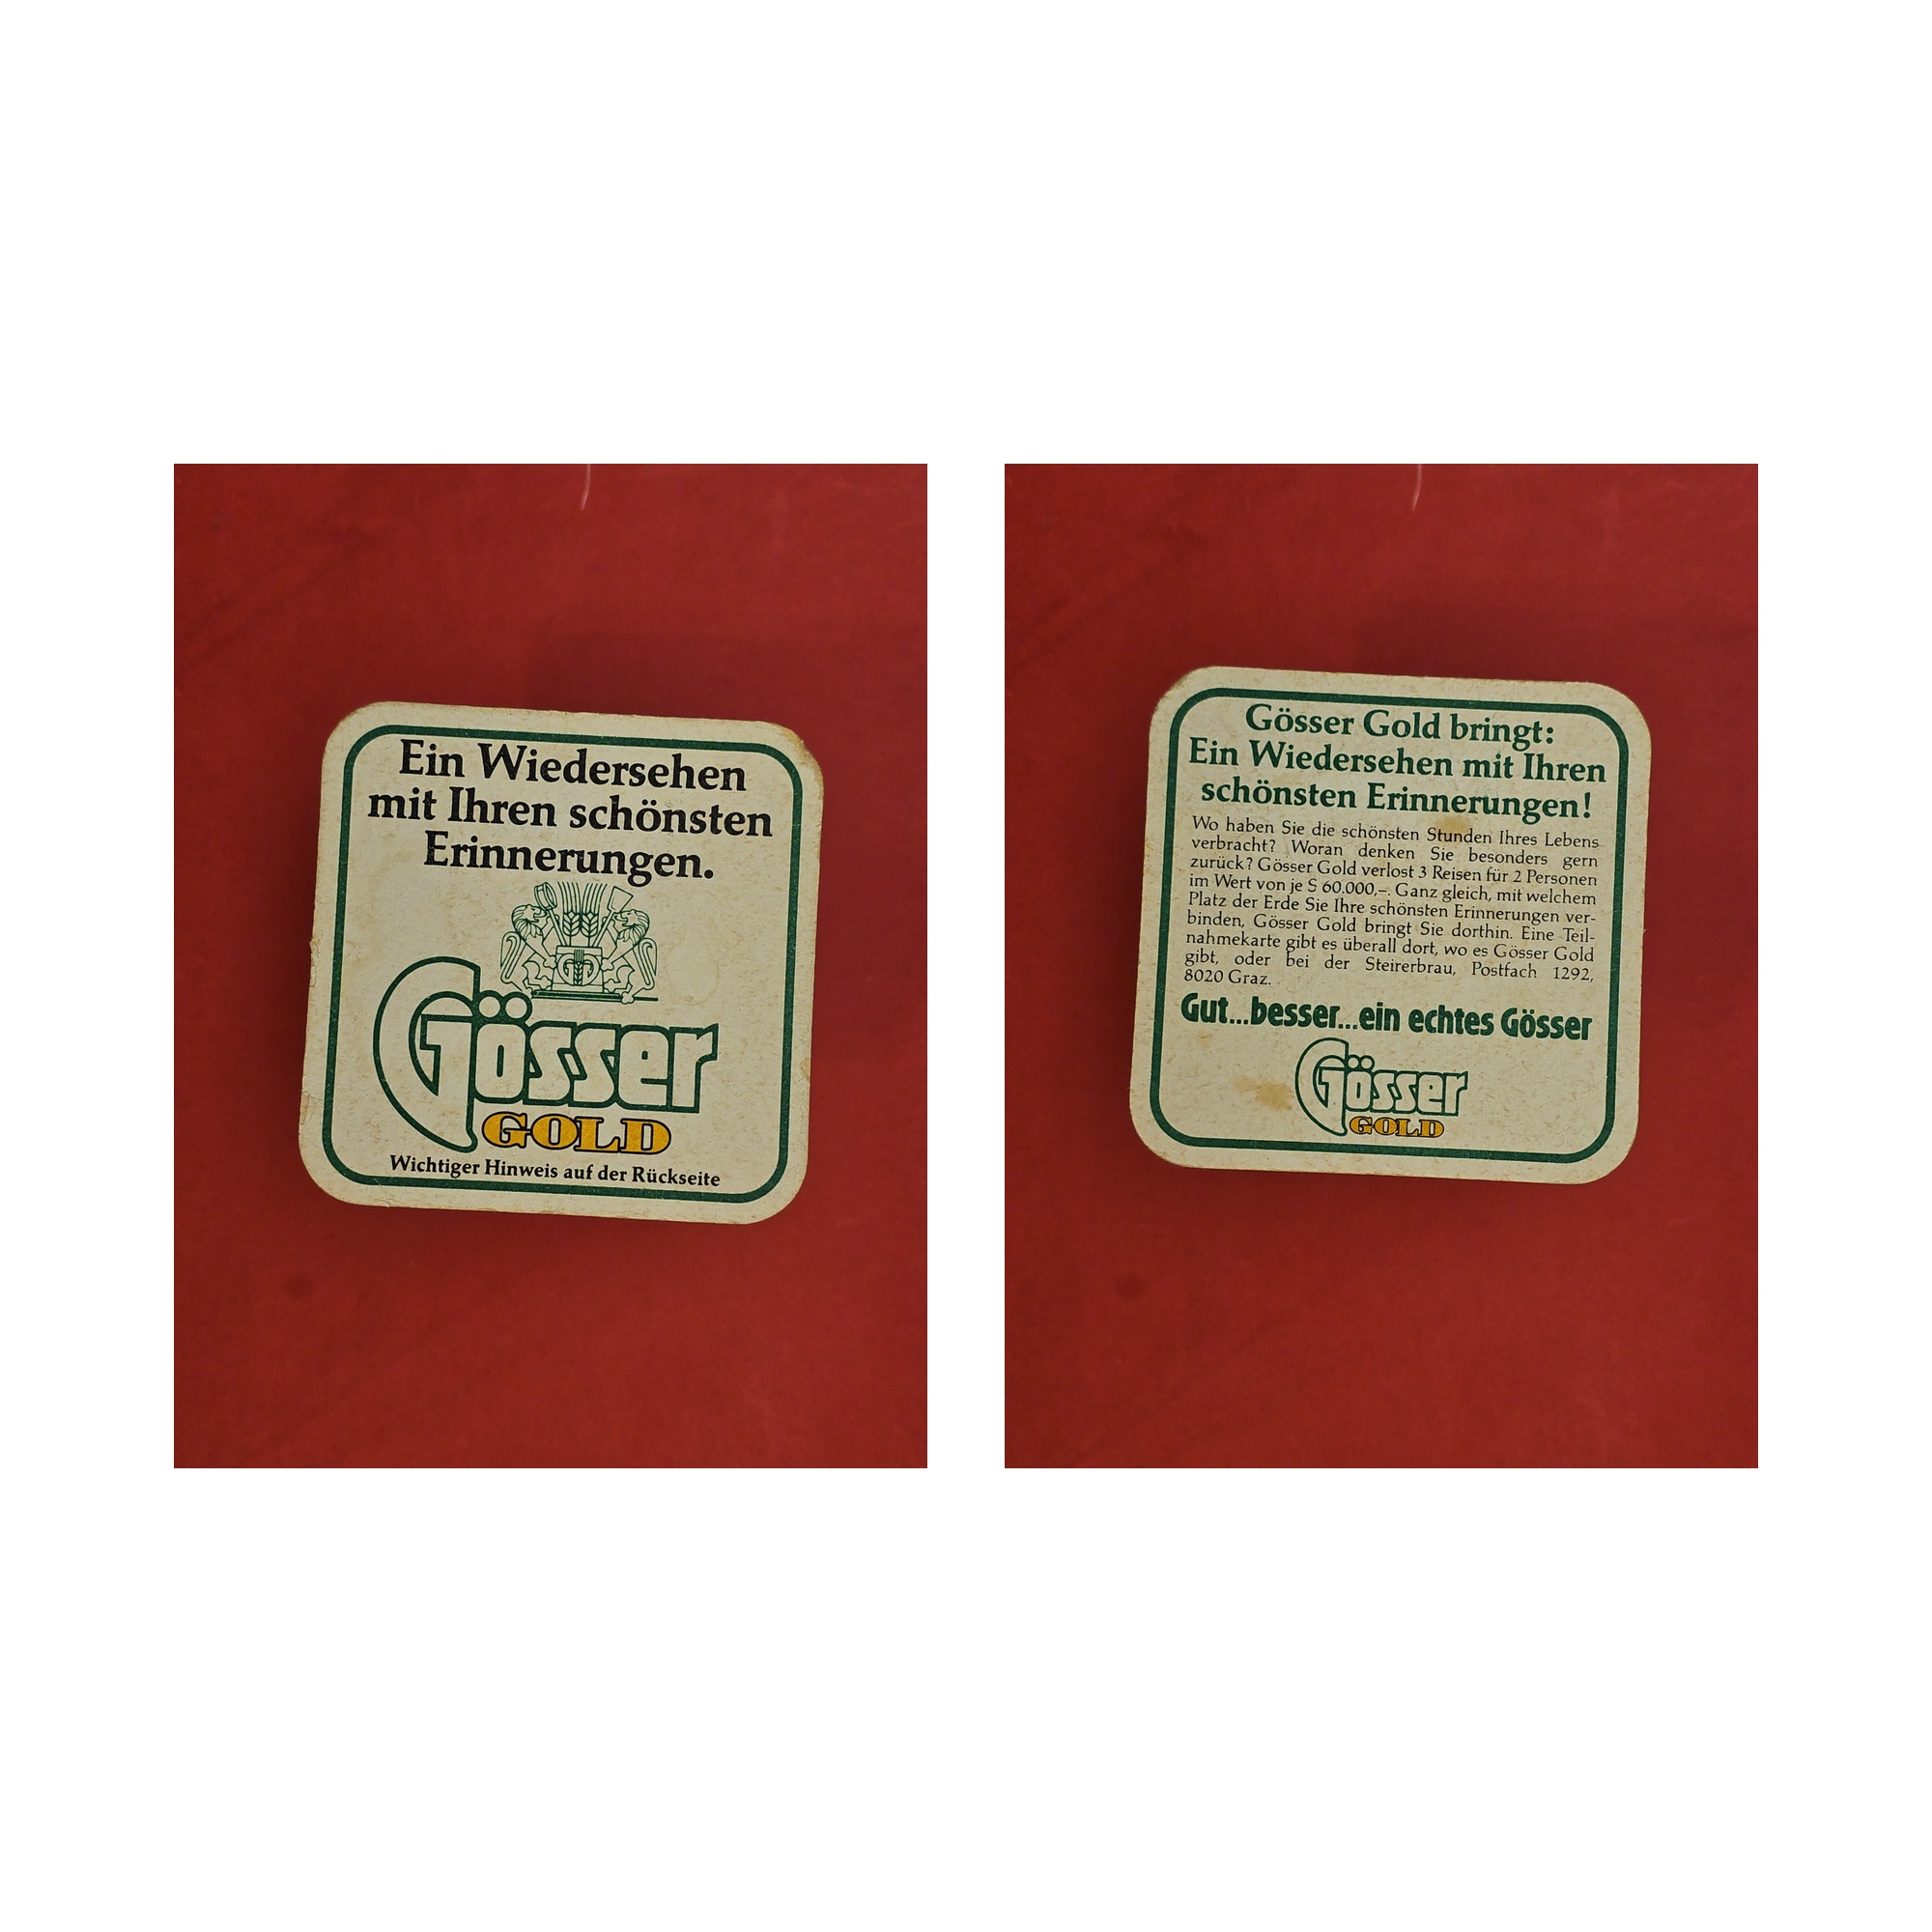 Ein Wiedersehen
mit Ihren schönsten
Erinnerungen.
Gösser
GOLD
Wichtiger Hinweis auf der Rückseite
Gösser Gold bringt:
Ein Wiedersehen mit Ihren
schönsten Erinnerungen!
Wo haben Sie die schönsten Stunden Ihres Lebens
verbracht? Woran denken Sie besonders gern
zurück? Gösser Gold verlost 3 Reisen für 2 Personen
im Wert von je S 60.000,–. Ganz gleich, mit welchem
Platz der Erde Sie Ihre schönsten Erinnerungen ver-
binden, Gösser Gold bringt Sie dorthin. Eine Teil-
nahmekarte gibt es überall dort, wo es Gösser Gold
gibt, oder bei der Steirerbrau, Postfach 1292,
8020 Graz.
Gut...besser...ein echtes Gösser
Gösser
GOLD